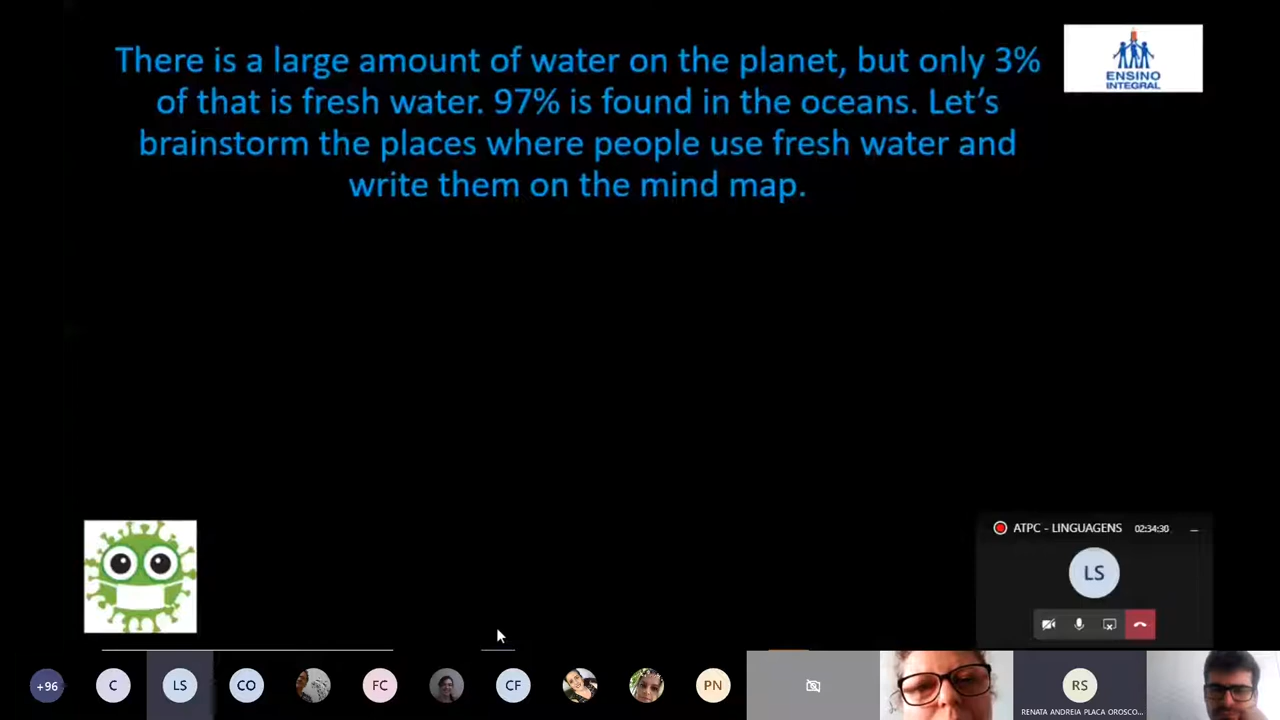 There is a large amount of water on the planet, but only 3%
of that is fresh water. 97% is found in the oceans. Let's
brainstorm the places where people use fresh water and
write them on the mind map.
ENSINO
INTEGRAL
ATPC - LINGUAGENS 02:34:30
LS
+96
C
LS
CO
FC
CF
PN
RS
RENATA ANDREIA PLACA OROSCO...